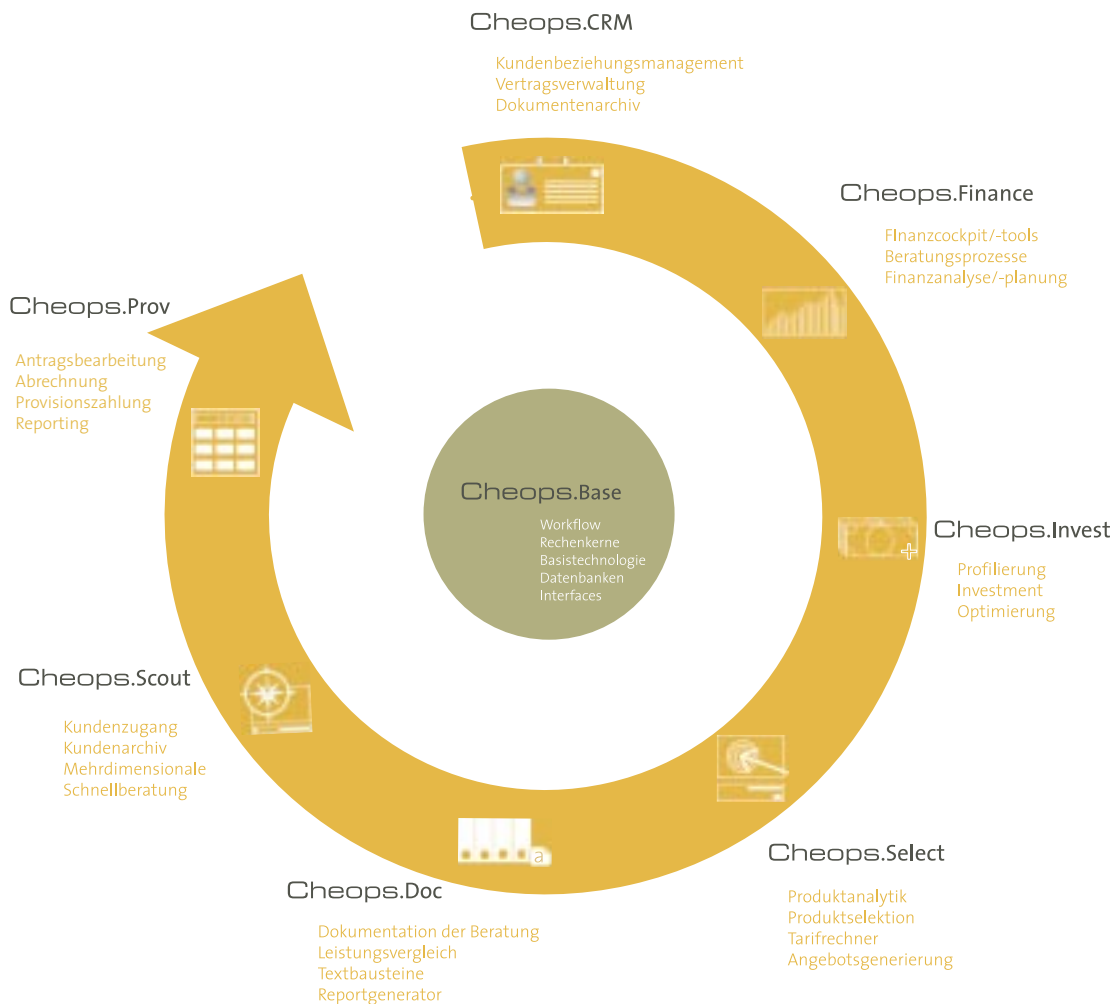 Cheops.CRM
Kundenbeziehungsmanagement
Vertragsverwaltung
Dokumentenarchiv
Cheops.Finance
FInanzcockpit/-tools
Beratungsprozesse
Finanzanalyse/-planung
Cheops.Invest
Profilierung
Investment
Optimierung
Cheops.Select
Produktanalytik
Produktselektion
Tarifrechner
Angebotsgenerierung
Cheops.Doc
Dokumentation der Beratung
Leistungsvergleich
Textbausteine
Reportgenerator
a
Cheops.Scout
Kundenzugang
Kundenarchiv
Mehrdimensionale
Schnellberatung
Cheops.Prov
Antragsbearbeitung
Abrechnung
Provisionszahlung
Reporting
Cheops.Base
Workflow
Rechenkerne
Basistechnologie
Datenbanken
Interfaces